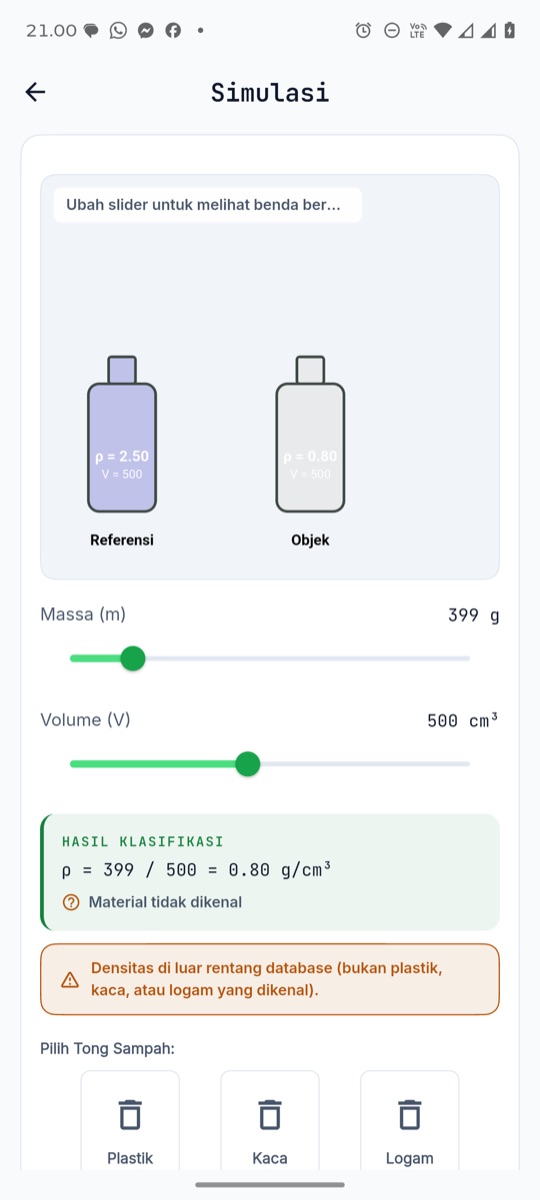 21.00
Vo
LTE
Simulasi
Ubah slider untuk melihat benda ber...
ρ = 2.50
V = 500
Referensi
ρ = 0.80
V = 500
Objek
Massa (m)
399 g
Volume (V)
500 cm³
HASIL KLASIFIKASI
ρ = 399 / 500 = 0.80 g/cm³
Material tidak dikenal
Densitas di luar rentang database (bukan plastik,
kaca, atau logam yang dikenal).
Pilih Tong Sampah:
Plastik
Kaca
Logam